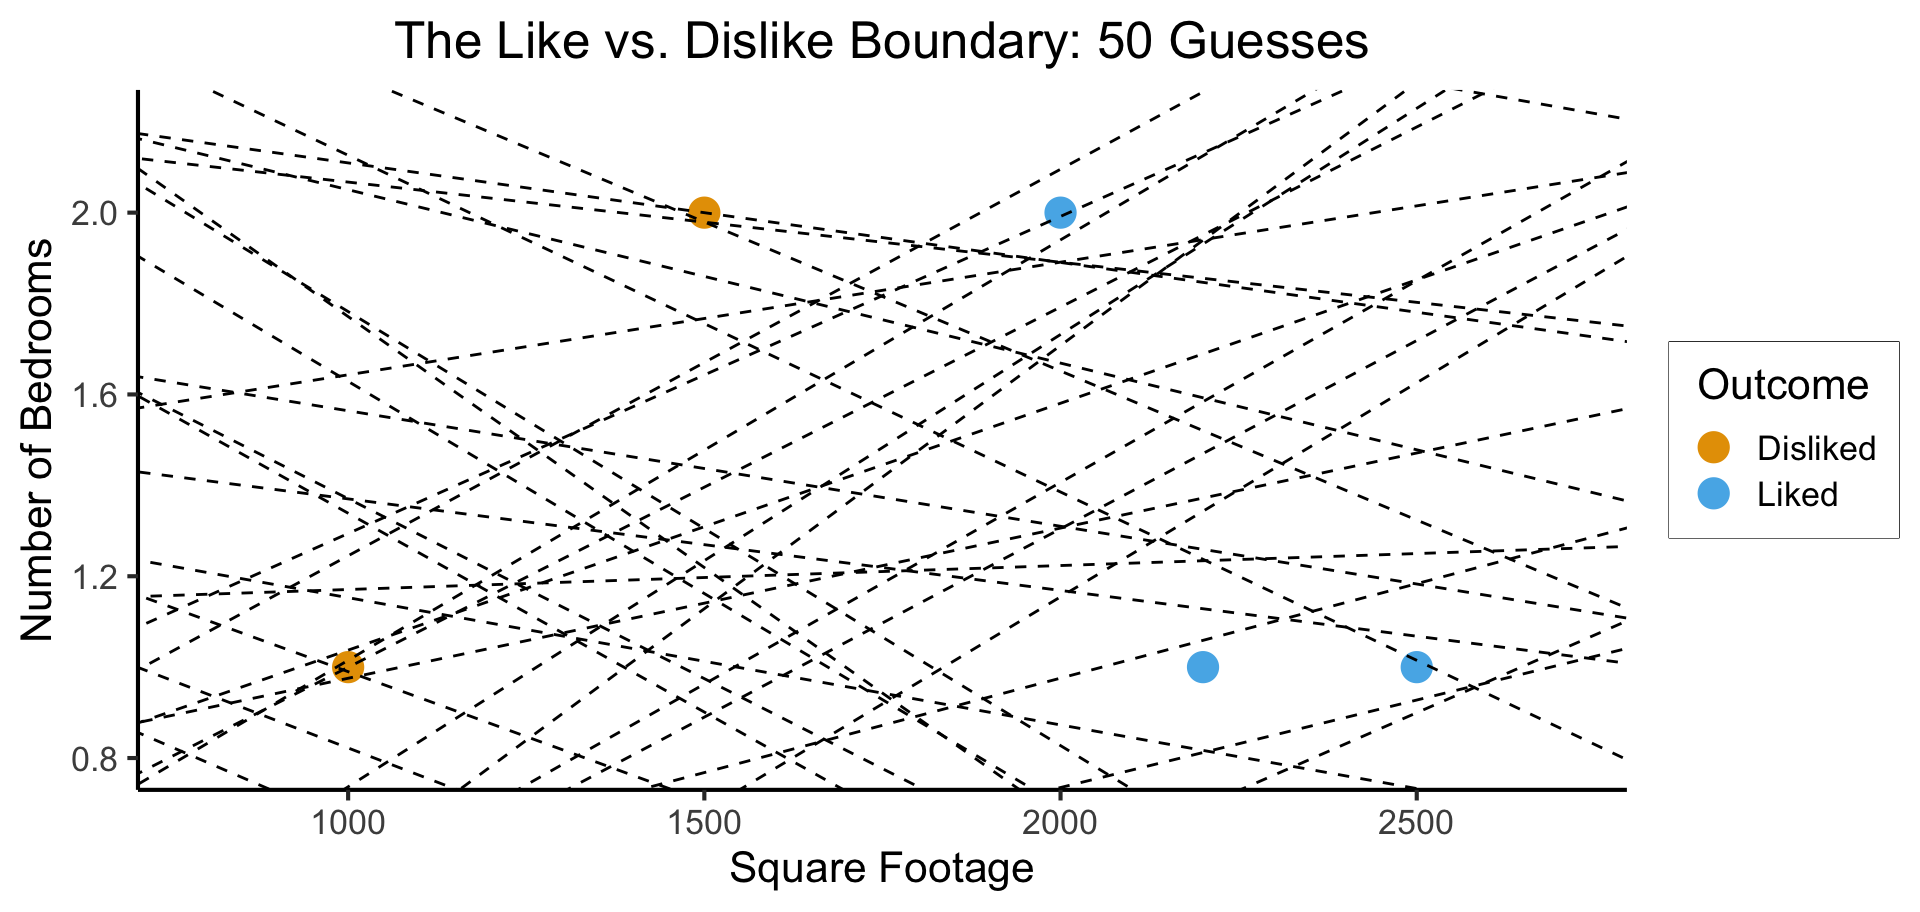 The Like vs. Dislike Boundary: 50 Guesses
Number of Bedrooms
2.0
1.6
1.2
0.8
1000 1500 2000 2500
Square Footage
Outcome
Disliked
Liked